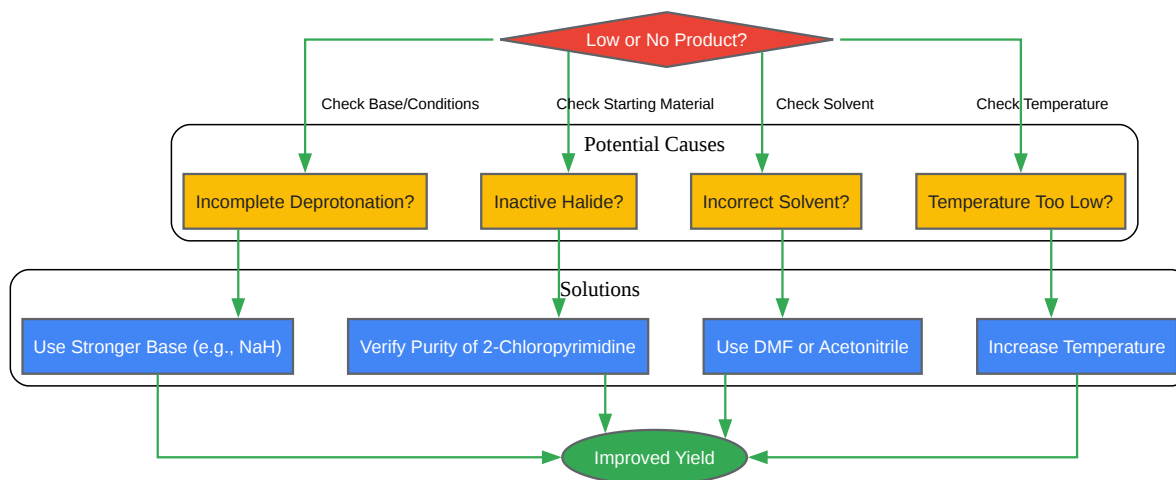 Low or No Product?
Check Base/Conditions
Check Starting Material
Check Solvent
Check Temperature
Potential Causes
Incomplete Deprotonation?
Inactive Halide?
Incorrect Solvent?
Temperature Too Low?
Solutions
Use Stronger Base (e.g., NaH)
Verify Purity of 2-Chloropyrimidine
Use DMF or Acetonitrile
Increase Temperature
Improved Yield